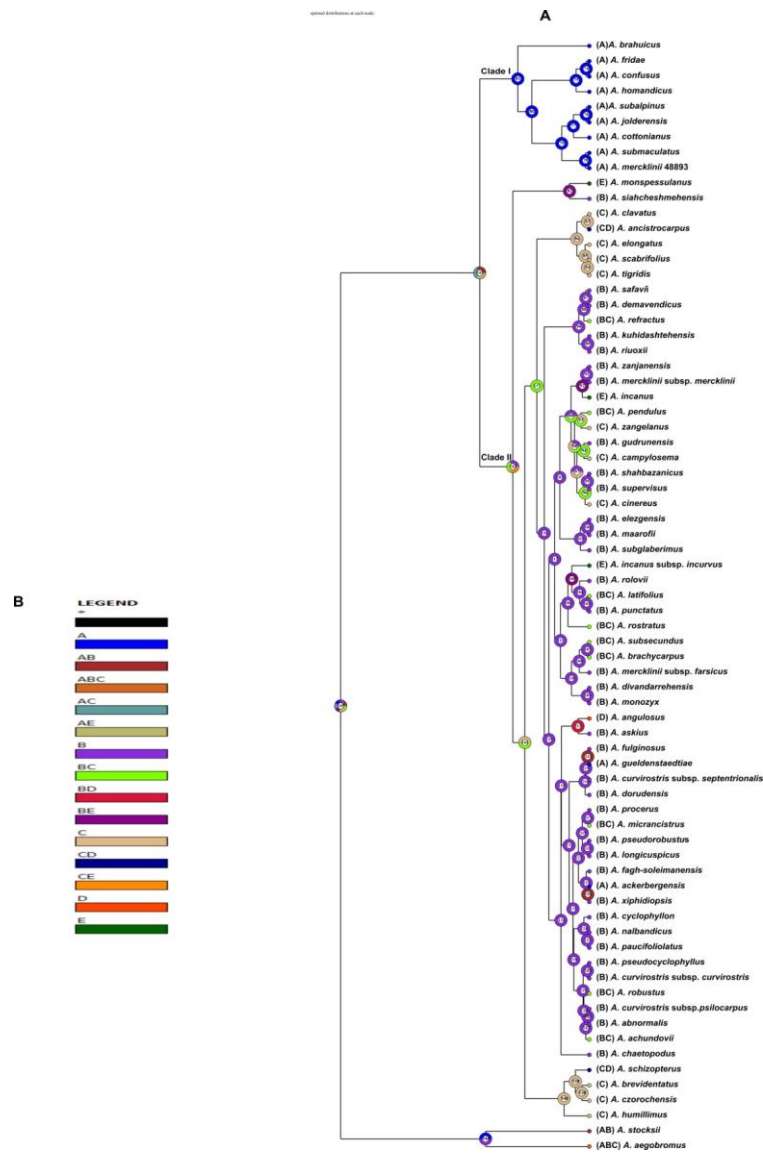 optimal distributions at each node.
A
(A)A. brahuicus
(A) A. fridae
Clade I
(A) A. confusus
(A) A. homandicus
(A)A. subalpinus
(A) A. jolderensis
(A) A. cottonianus
(A) A. submaculatus
(A) A. mercklinii 48893
(E) A. monspessulanus
(B) A. siahcheshmehensis
(C) A. clavatus
(CD) A. ancistrocarpus
(C) A. elongatus
(C) A. scabrifolius
(C) A. tigridis
(B) A. safavii
(B) A. demavendicus
(BC) A. refractus
(B) A. kuhidashtehensis
(B) A. riuoxii
(B) A. zanjanensis
(B) A. mercklinii subsp. mercklinii
(E) A. incanus
(BC) A. pendulus
(C) A. zangelanus
(B) A. gudrunensis
Clade II
(C) A. campylosema
(B) A. shahbazanicus
(B) A. supervisus
(C) A. cinereus
(B) A. elezgensis
(B) A. maarofii
(B) A. subglaberimus
(E) A. incanus subsp. incurvus
(B) A. rolovii
(BC) A. latifolius
(B) A. punctatus
(BC) A. rostratus
(BC) A. subsecundus
(BC) A. brachycarpus
(B) A. mercklinii subsp. farsicus
(B) A. divandarrehensis
(B) A. monozyx
(D) A. angulosus
(B) A. askius
(B) A. fulginosus
(A) A. gueldenstaedtiae
(B) A. curvirostris subsp. septentrionalis
(B) A. dorudensis
(B) A. procerus
(BC) A. micrancistrus
(B) A. pseudorobustus
(B) A. longicuspicus
(B) A. fagh-soleimanensis
(A) A. ackerbergensis
(B) A. xiphidiopsis
(B) A. cyclophyllon
(B) A. nalbandicus
(B) A. paucifoliolatus
(B) A. pseudocyclophyllus
(B) A. curvirostris subsp. curvirostris
(BC) A. robustus
(B) A. curvirostris subsp.psilocarpus
(B) A. abnormalis
(BC) A. achundovii
(B) A. chaetopodus
(CD) A. schizopterus
(C) A. brevidentatus
(C) A. czorochensis
(C) A. humillimus
(AB) A. stocksii
(ABC) A. aegobromus
B
LEGEND
*
A
AB
ABC
AC
AE
B
BC
BD
BE
C
CD
CE
D
E